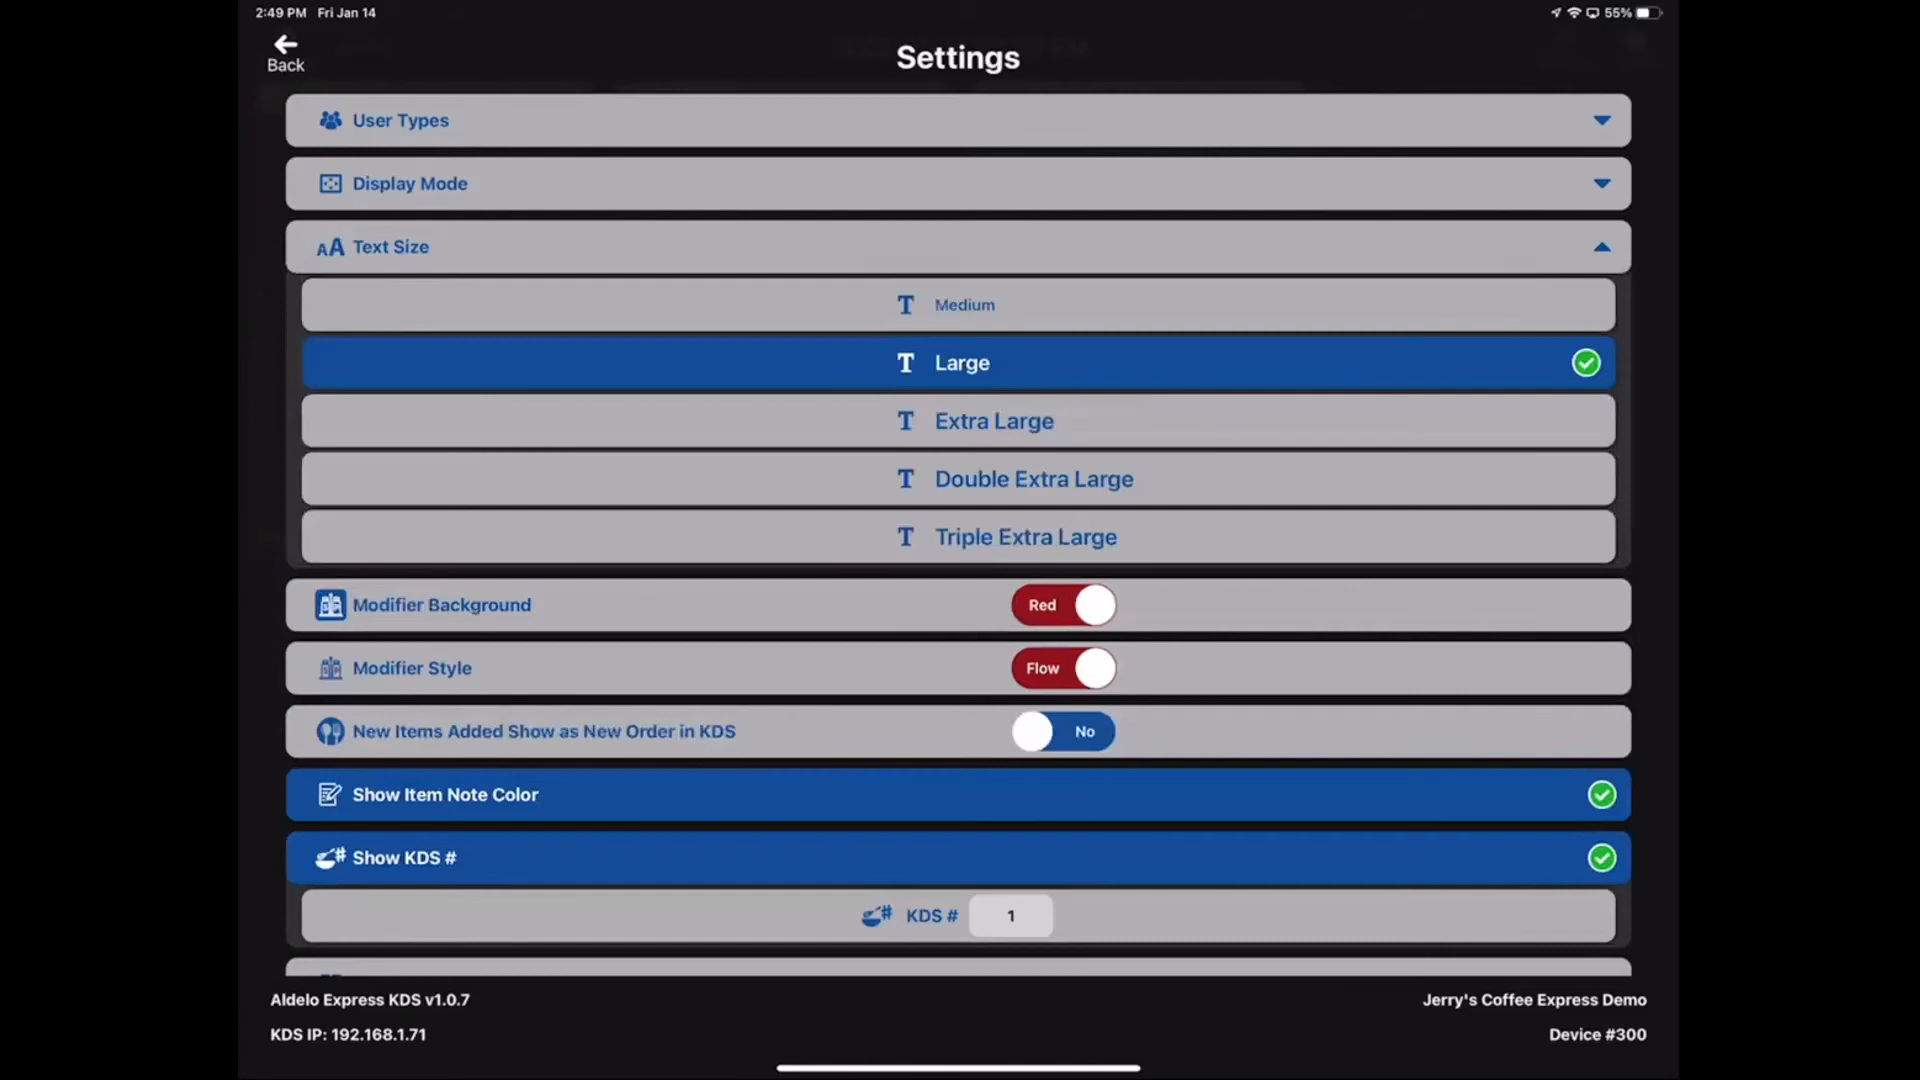 2:49 PM Fri Jan 14
55%
Back
Settings
User Types
Display Mode
AA Text Size
T Medium
T Large
T Extra Large
T Double Extra Large
T Triple Extra Large
Modifier Background Red
Modifier Style Flow
New Items Added Show as New Order in KDS No
Show Item Note Color
Show KDS #
KDS # 1
Aldelo Express KDS v1.0.7
Jerry's Coffee Express Demo
KDS IP: 192.168.1.71
Device #300